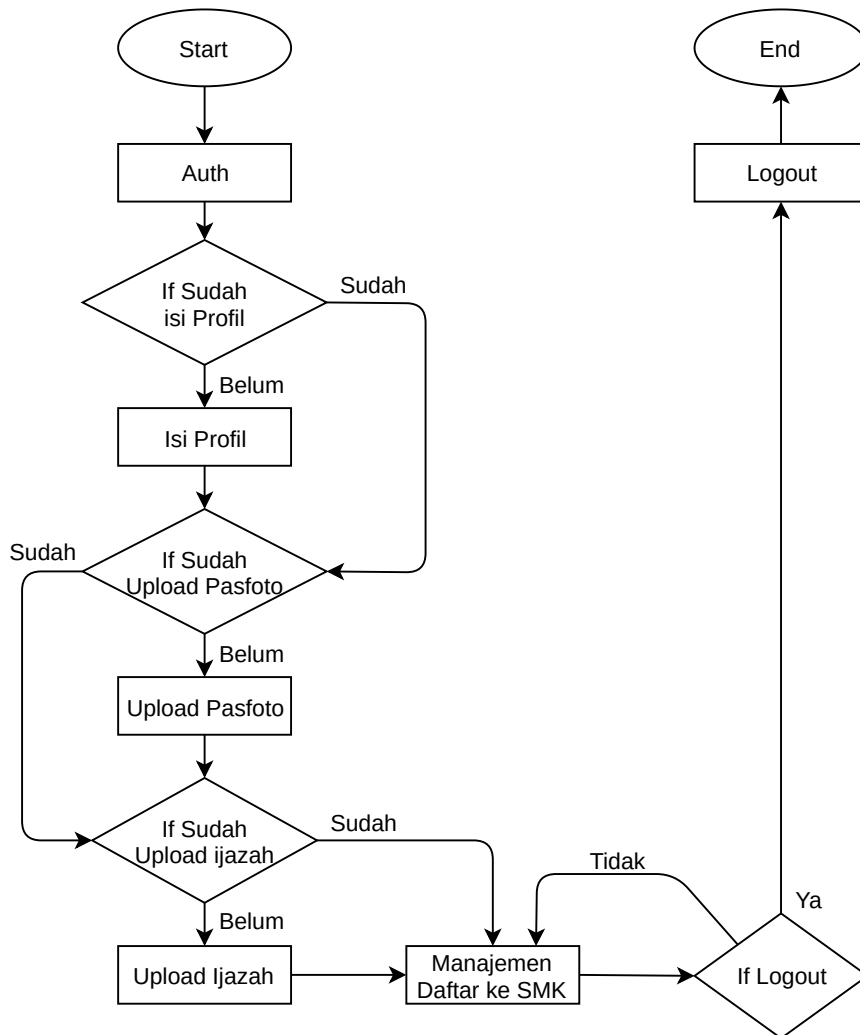 Start
End
Auth
Logout
If Sudah
isi Profil
Sudah
Belum
Isi Profil
Sudah
If Sudah
Upload Pasfoto
Belum
Upload Pasfoto
If Sudah
Upload ijazah
Sudah
Tidak
Ya
Belum
Upload Ijazah
Manajemen
Daftar ke SMK
If Logout